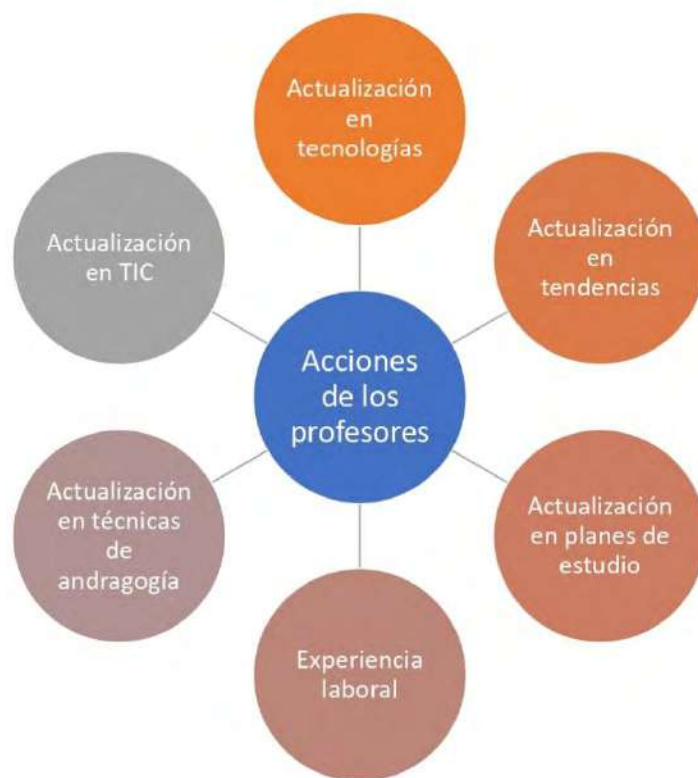 Actualización
en
tecnologías
Actualización
en
tendencias
Actualización
en planes de
estudio
Experiencia
laboral
Actualización
en técnicas
de
andragogía
Actualización
en TIC
Acciones
de los
profesores